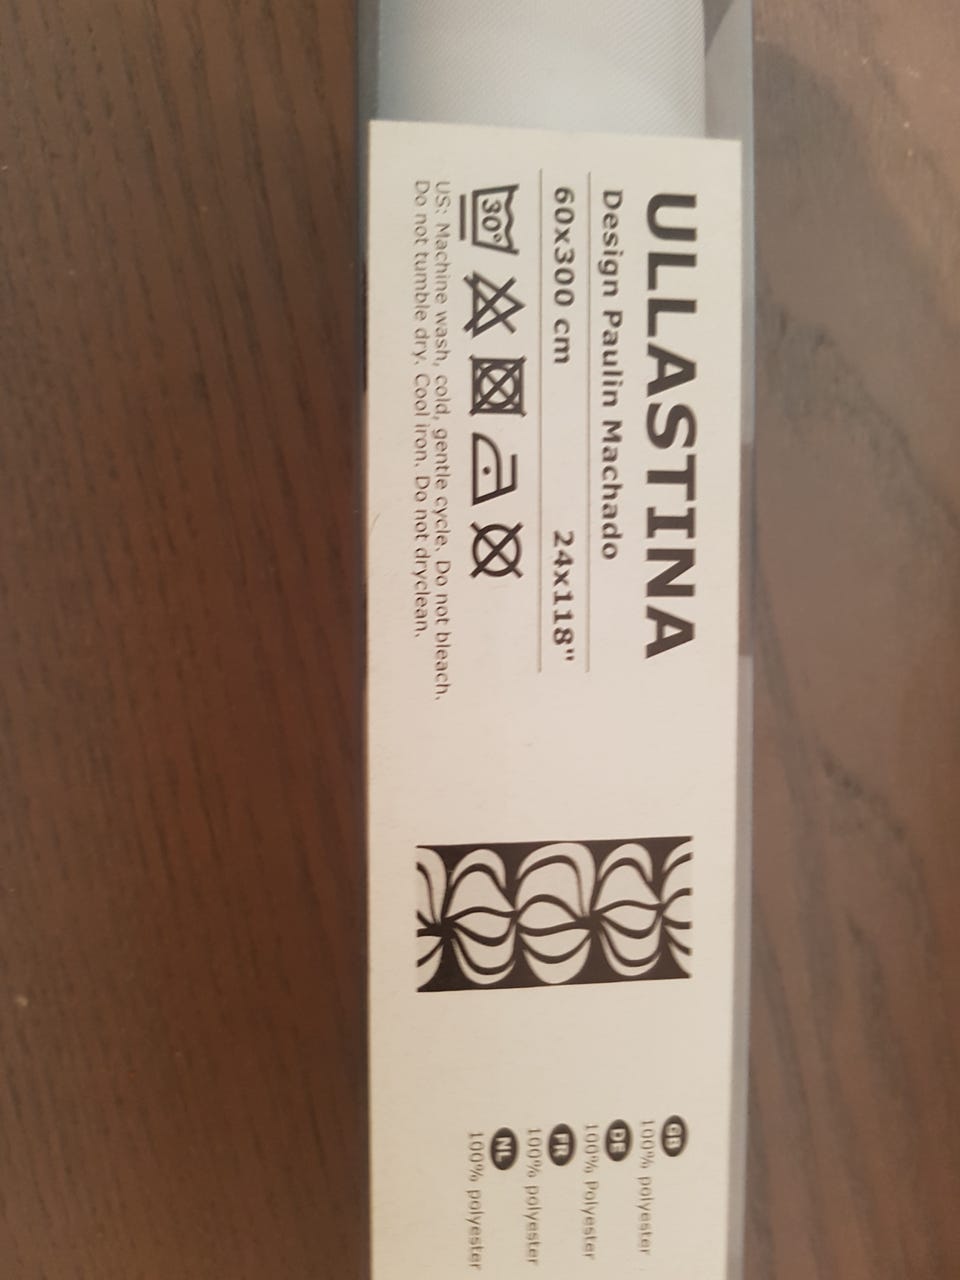 ULLASTINA
Design Paulin Machado
60x300 cm 24x118"
30°
US: Machine wash, cold, gentle cycle. Do not bleach.
Do not tumble dry. Cool iron. Do not dryclean.
GB
100% polyester
DE
100% Polyester
FR
100% polyester
NL
100% polyester